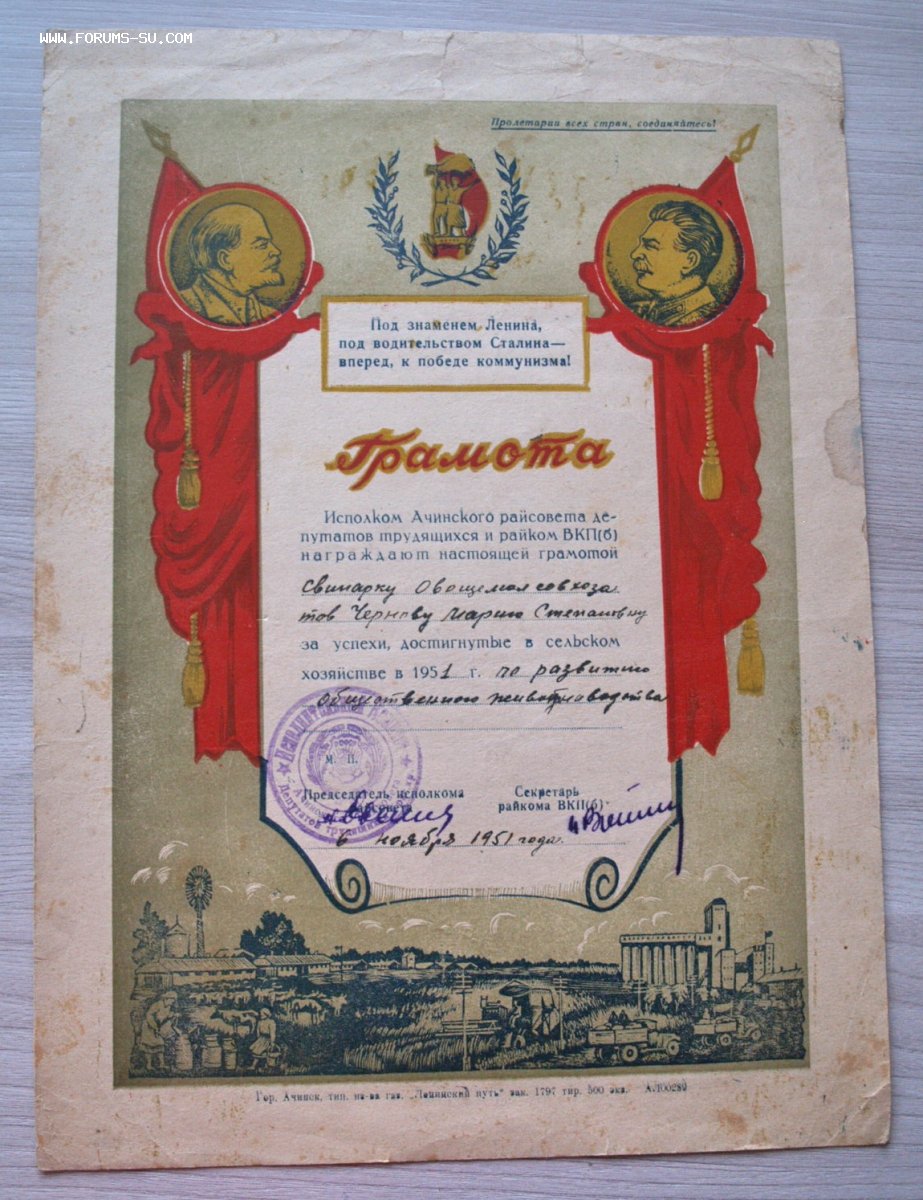 www.forums-su.com
Пролетарии всех стран, соединяйтесь!
Под знаменем Ленина,
под водительством Сталина—
вперед, к победе коммунизма!
Грамота
Исполком Ачинского райсовета де-
путатов трудящихся и райком ВКП(б)
награждают настоящей грамотой
Свинарку
Чернову Марию Степановну
за успехи, достигнутые в сельском
хозяйстве в 1951 г. по развитию
общественного животноводства
М. П.
Председатель исполкома
райсовета
Секретарь
райкома ВКП(б)
6 ноября 1951 года.
Гор. Ачинск, тип. из-ва газ. „Ленинский путь" зак. 1797 тир. 500 экз. АЛ00289